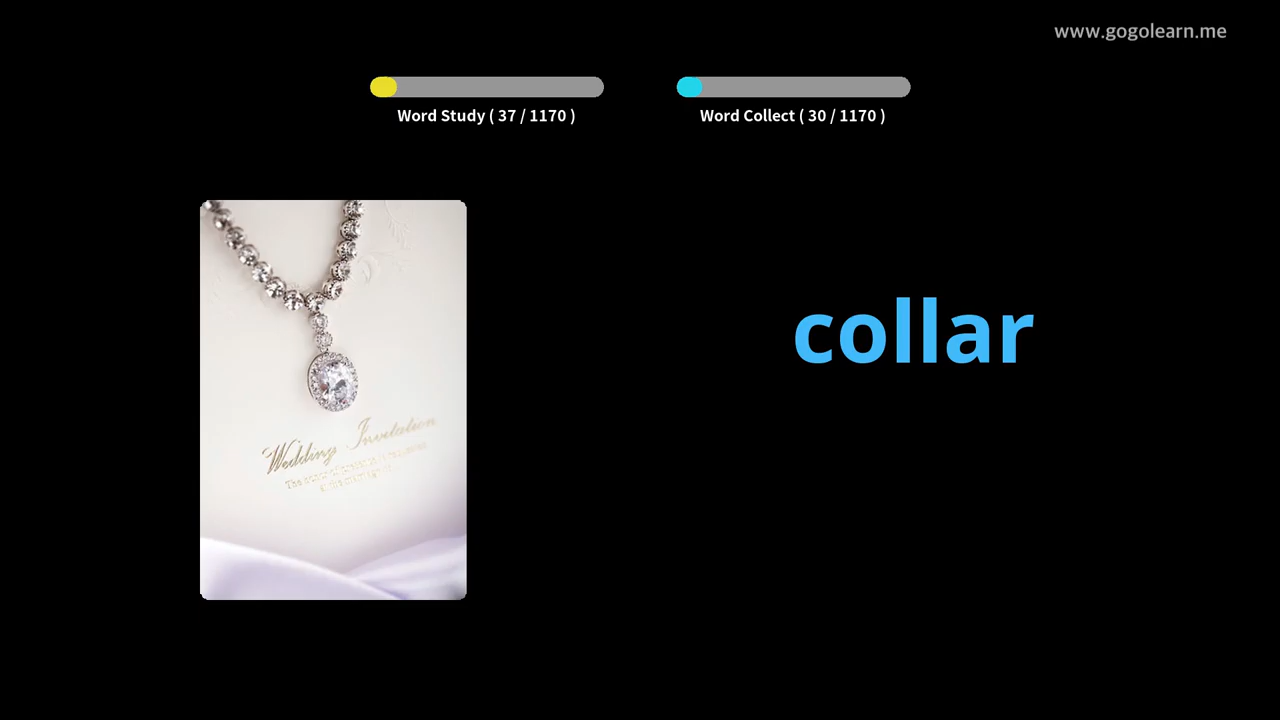 www.gogolearn.me
Word Study ( 37 / 1170 )
Word Collect ( 30 / 1170 )
collar
Wedding Invitation